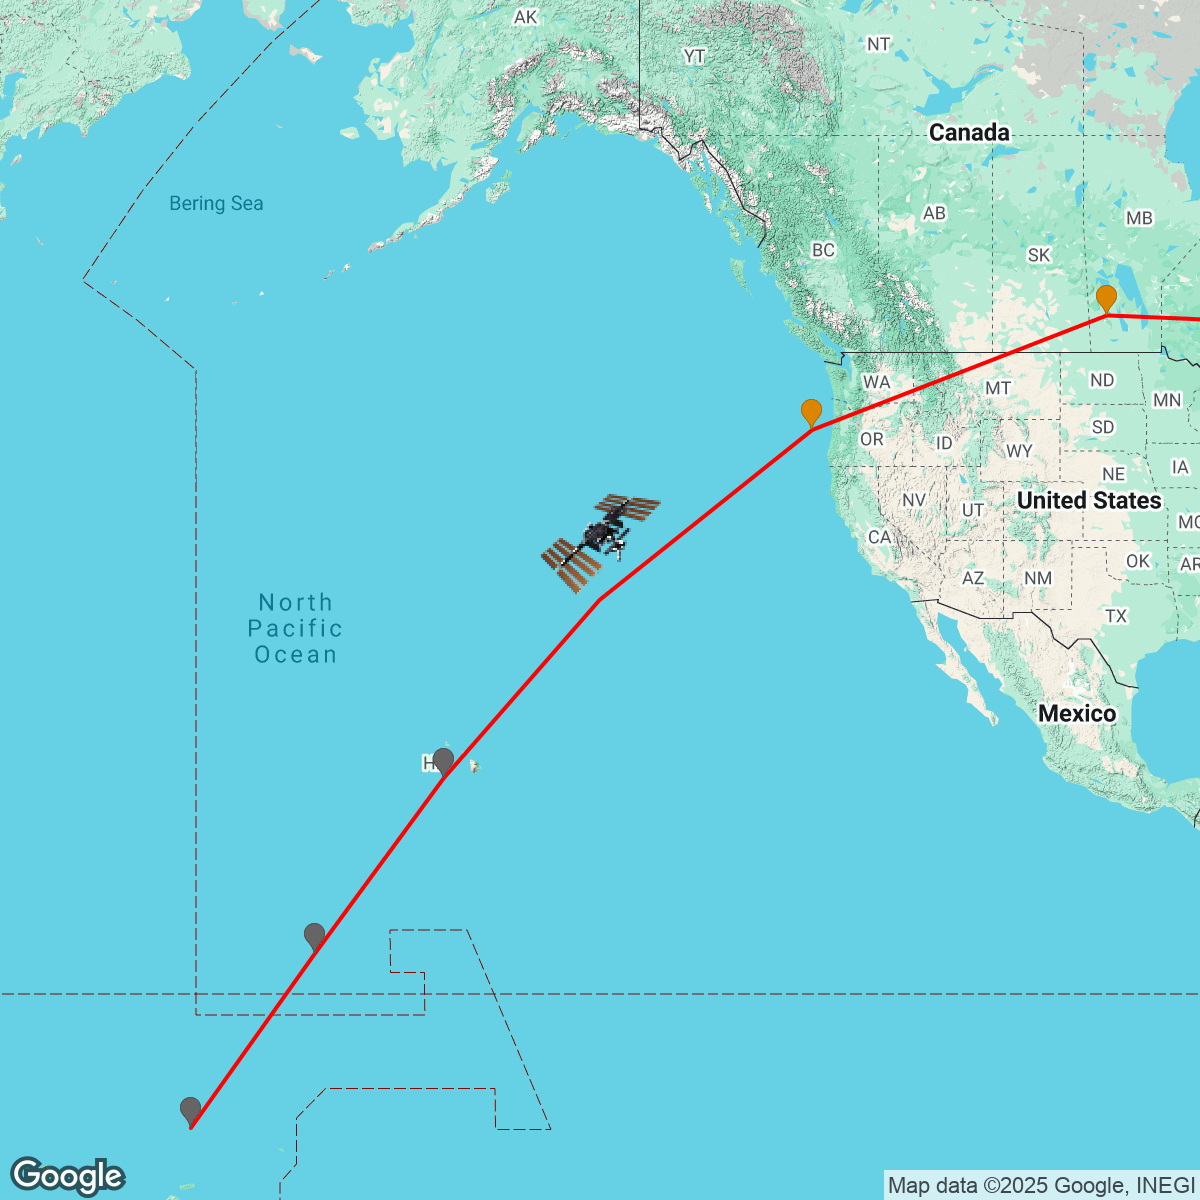 AK
YT
NT
Canada
Bering Sea
AB
MB
BC
SK
WA
MT
ND
MN
OR
ID
SD
WY
IA
NE
NV
UT
United States
CA
OK
AZ
NM
AR
TX
North
Pacific
Ocean
Mexico
Google
Map data ©2025 Google, INEGI